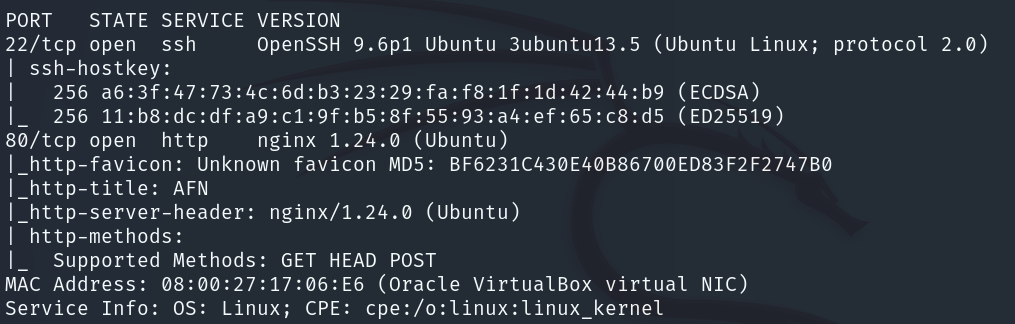 PORT   STATE SERVICE VERSION
22/tcp open  ssh     OpenSSH 9.6p1 Ubuntu 3ubuntu13.5 (Ubuntu Linux; protocol 2.0)
| ssh-hostkey:
|   256 a6:3f:47:73:4c:6d:b3:23:29:fa:f8:1f:1d:42:44:b9 (ECDSA)
|_  256 11:b8:dc:df:a9:c1:9f:b5:8f:55:93:a4:ef:65:c8:d5 (ED25519)
80/tcp open  http    nginx 1.24.0 (Ubuntu)
|_http-favicon: Unknown favicon MD5: BF6231C430E40B86700ED83F2F2747B0
|_http-title: AFN
|_http-server-header: nginx/1.24.0 (Ubuntu)
| http-methods:
|_  Supported Methods: GET HEAD POST
MAC Address: 08:00:27:17:06:E6 (Oracle VirtualBox virtual NIC)
Service Info: OS: Linux; CPE: cpe:/o:linux:linux_kernel